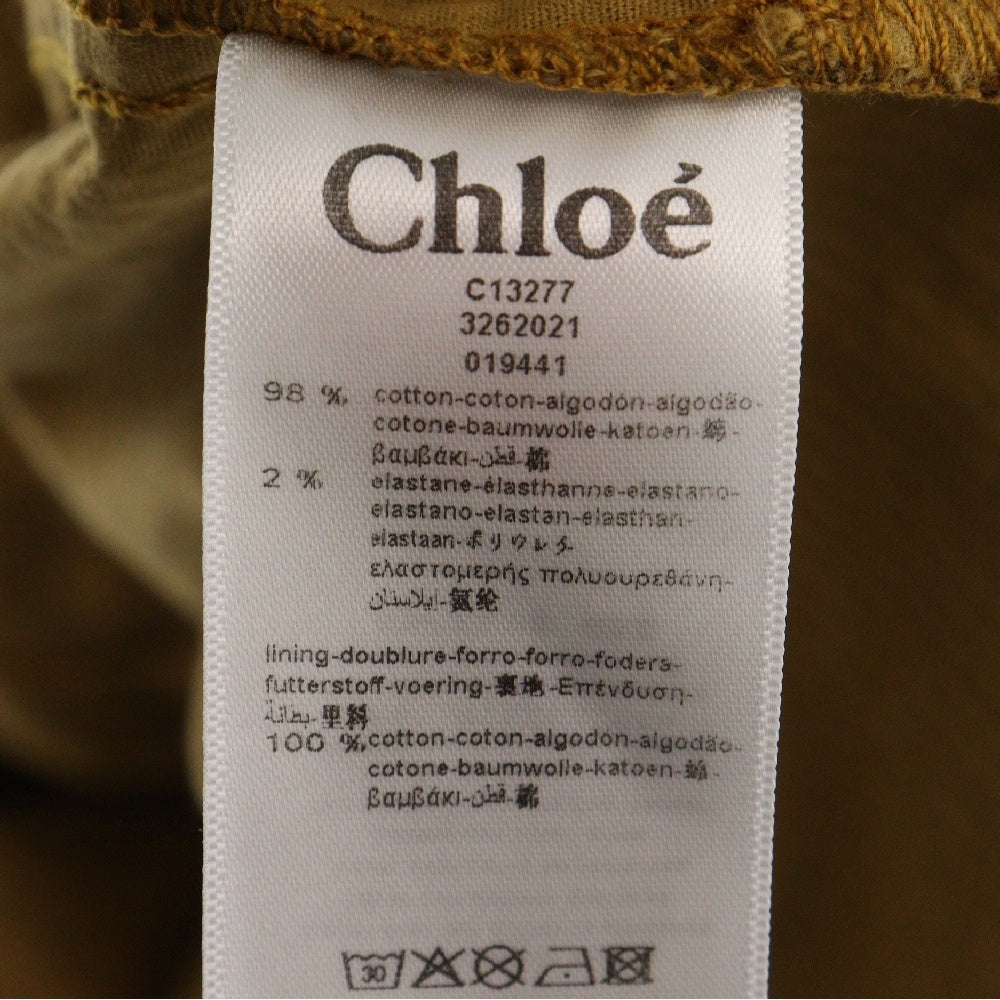 Chloé
C13277
3262021
019441
98 % cotton-coton-algodón-algodão-
cotone-baumwolle-katoen-綿-
βαμβάκι-قطن-棉
2 % elastane-élasthanne-elastano-
elastano-elastan-elasthan-
elastaan-ポリウレタ-
ελαστομερής πολυουρεθάνη-
إيلاستان-氨纶
lining-doublure-forro-forro-fodera-
futterstoff-voering-裏地-Επένδυση-
بطانة-里料
100 % cotton-coton-algodón-algodão-
cotone-baumwolle-katoen-綿-
βαμβάκι-قطن-棉
30